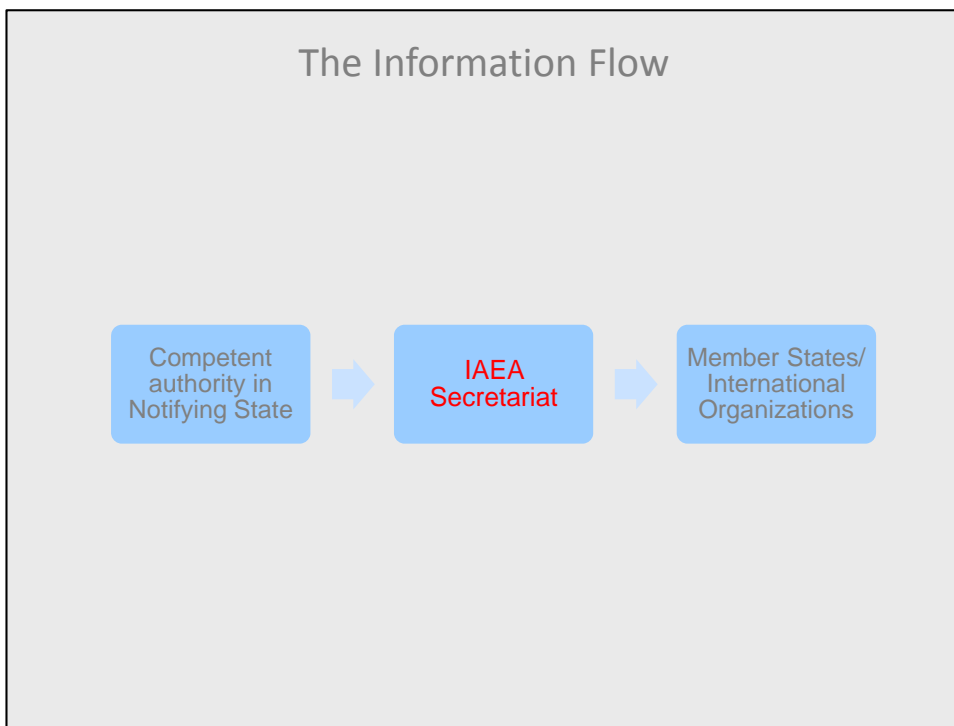 The Information Flow
Competent
authority in
Notifying State
IAEA
Secretariat
Member States/
International
Organizations